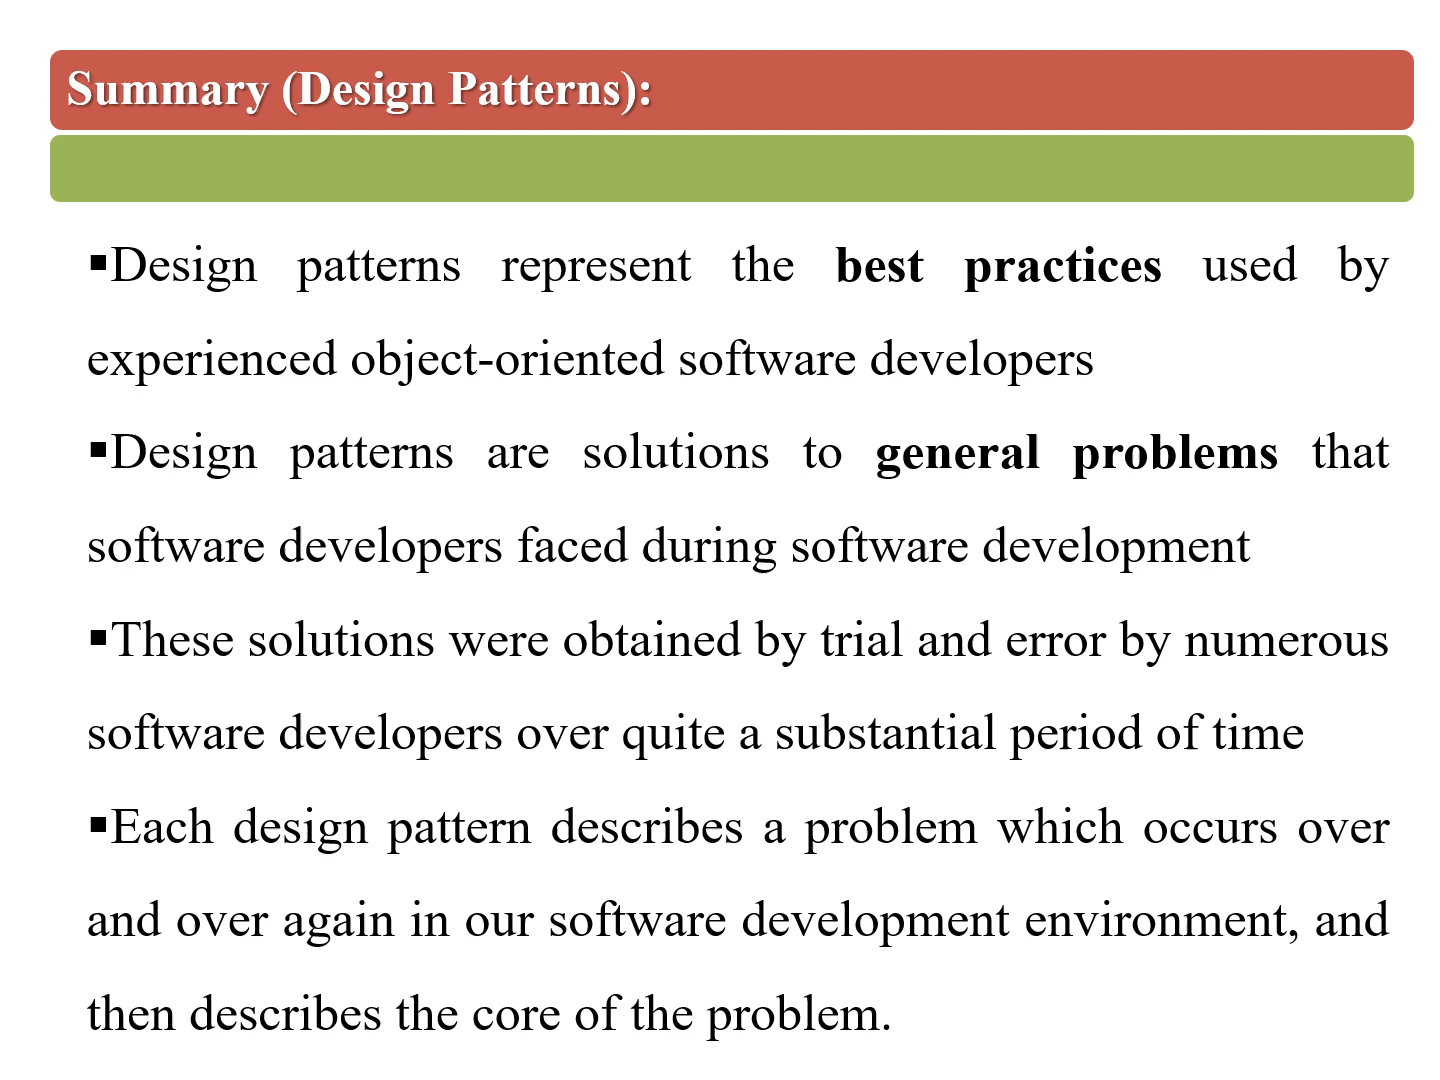 Summary (Design Patterns):
▪Design patterns represent the best practices used by
experienced object-oriented software developers
▪Design patterns are solutions to general problems that
software developers faced during software development
▪These solutions were obtained by trial and error by numerous
software developers over quite a substantial period of time
▪Each design pattern describes a problem which occurs over
and over again in our software development environment, and
then describes the core of the problem.